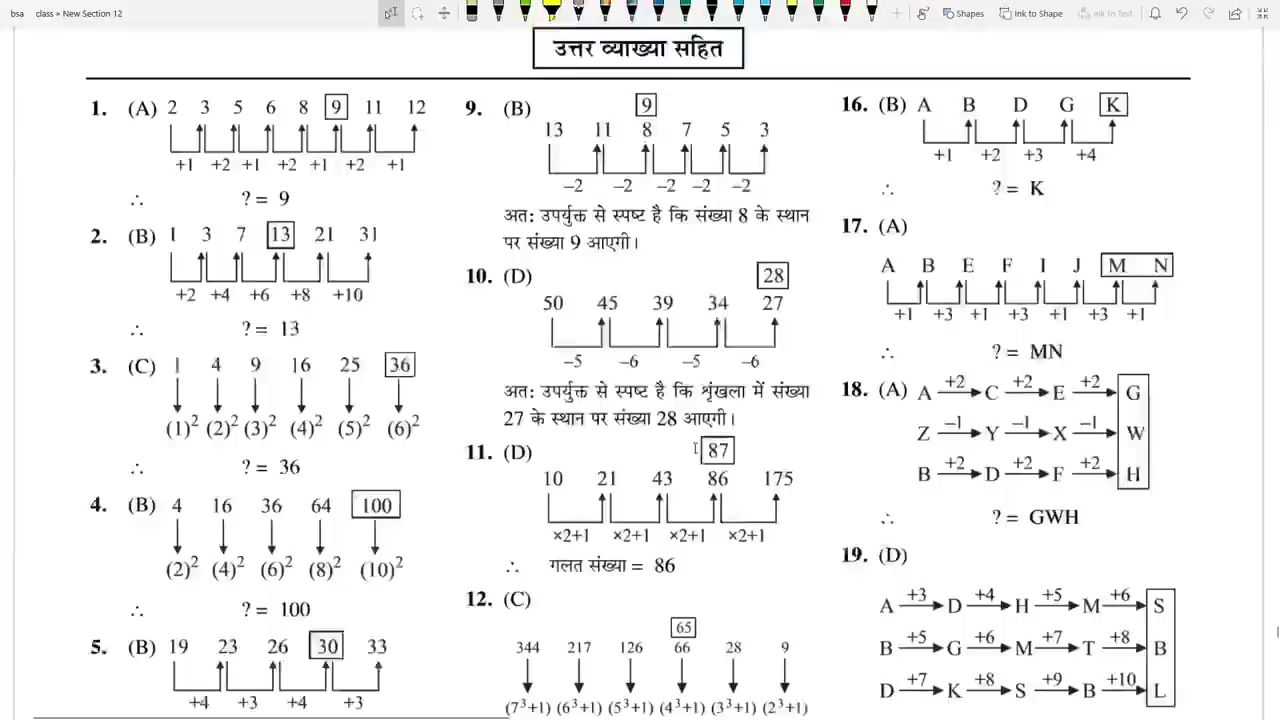 bsa class » New Section 12
Shapes Ink to Shape Ink to Text
उत्तर व्याख्या सहित
1. (A) 2 3 5 6 8 9 11 12
+1 +2 +1 +2 +1 +2 +1
∴ ? = 9
2. (B) 1 3 7 13 21 31
+2 +4 +6 +8 +10
∴ ? = 13
3. (C) 1 4 9 16 25 36
(1)² (2)² (3)² (4)² (5)² (6)²
∴ ? = 36
4. (B) 4 16 36 64 100
(2)² (4)² (6)² (8)² (10)²
∴ ? = 100
5. (B) 19 23 26 30 33
+4 +3 +4 +3
9. (B) 9
13 11 8 7 5 3
–2 –2 –2 –2 –2
अतः उपर्युक्त से स्पष्ट है कि संख्या 8 के स्थान
पर संख्या 9 आएगी।
10. (D) 28
50 45 39 34 27
–5 –6 –5 –6
अतः उपर्युक्त से स्पष्ट है कि शृंखला में संख्या
27 के स्थान पर संख्या 28 आएगी।
11. (D) 87
10 21 43 86 175
×2+1 ×2+1 ×2+1 ×2+1
∴ गलत संख्या = 86
12. (C)
65
344 217 126 66 28 9
(7³+1) (6³+1) (5³+1) (4³+1) (3³+1) (2³+1)
16. (B) A B D G K
+1 +2 +3 +4
∴ ? = K
17. (A)
A B E F I J M N
+1 +3 +1 +3 +1 +3 +1
∴ ? = MN
18. (A) A +2 C +2 E +2 G
Z –1 Y –1 X –1 W
B +2 D +2 F +2 H
∴ ? = GWH
19. (D)
A +3 D +4 H +5 M +6 S
B +5 G +6 M +7 T +8 B
D +7 K +8 S +9 B +10 L